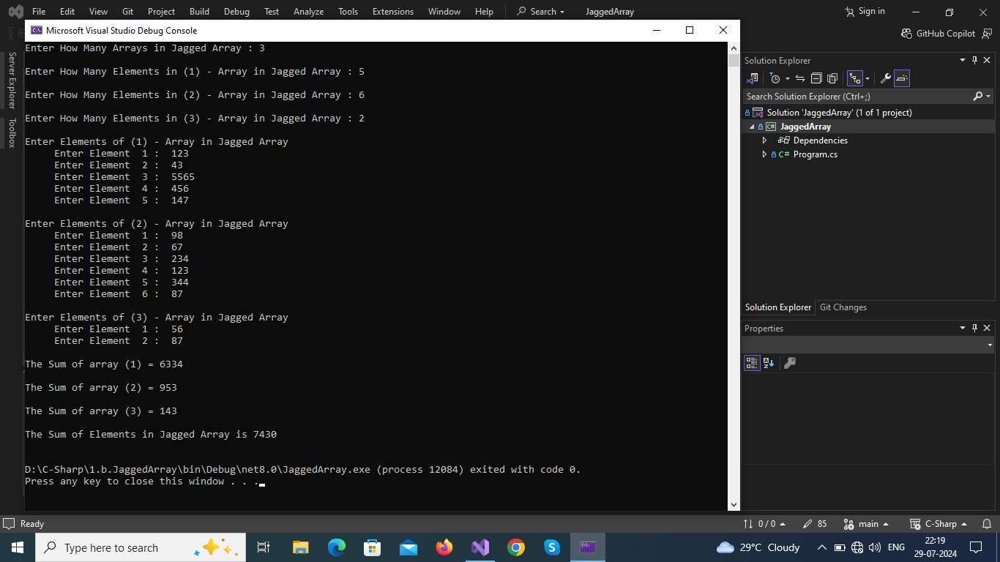 File Edit View Git Project Build Debug Test Analyze Tools Extensions Window Help Search JaggedArray Sign in
GitHub Copilot
Microsoft Visual Studio Debug Console
Server Explorer
Toolbox
Enter How Many Arrays in Jagged Array : 3
Enter How Many Elements in (1) - Array in Jagged Array : 5
Enter How Many Elements in (2) - Array in Jagged Array : 6
Enter How Many Elements in (3) - Array in Jagged Array : 2
Enter Elements of (1) - Array in Jagged Array
Enter Element 1 : 123
Enter Element 2 : 43
Enter Element 3 : 5565
Enter Element 4 : 456
Enter Element 5 : 147
Enter Elements of (2) - Array in Jagged Array
Enter Element 1 : 98
Enter Element 2 : 67
Enter Element 3 : 234
Enter Element 4 : 123
Enter Element 5 : 344
Enter Element 6 : 87
Enter Elements of (3) - Array in Jagged Array
Enter Element 1 : 56
Enter Element 2 : 87
The Sum of array (1) = 6334
The Sum of array (2) = 953
The Sum of array (3) = 143
The Sum of Elements in Jagged Array is 7430
D:\C-Sharp\1.b.JaggedArray\bin\Debug\net8.0\JaggedArray.exe (process 12084) exited with code 0.
Press any key to close this window . . .
Solution Explorer
Search Solution Explorer (Ctrl+;)
Solution 'JaggedArray' (1 of 1 project)
C# JaggedArray
Dependencies
C# Program.cs
Solution Explorer Git Changes
Properties
Ready 0 / 0 85 main C-Sharp
Type here to search 29°C Cloudy ENG 22:19
29-07-2024